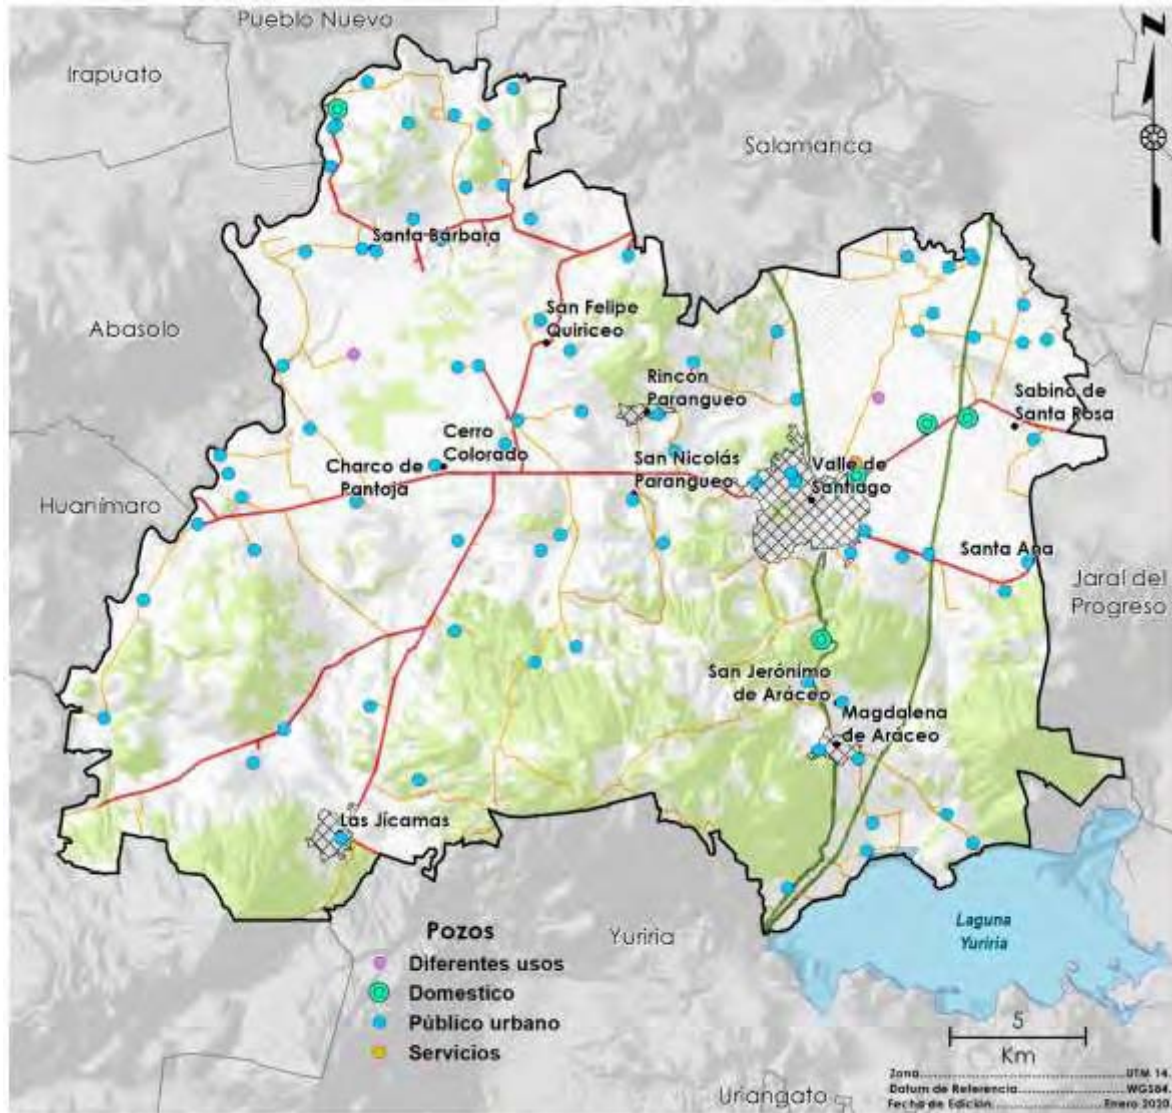 Pueblo Nuevo
Irapuato
Z
Salamanca
Santa Bárbara
Abasolo
San Felipe
Quiriceo
Rincón
Parangueo
Sabino de
Santa Rosa
Cerro
Colorado
Charco de
Pantoja
San Nicolás
Parangueo
Valle de
Santiago
Huanímaro
Santa Ana
Jaral del
Progreso
San Jerónimo
de Aráceo
Magdalena
de Aráceo
Las Jícamas
Yuriria
Laguna
Yuriria
Pozos
Diferentes usos
Domestico
Público urbano
Servicios
5
Km
Uriangato
Zona UTM 14
Datum de Referencia WGS84
Fecha de Edición Enero 2020